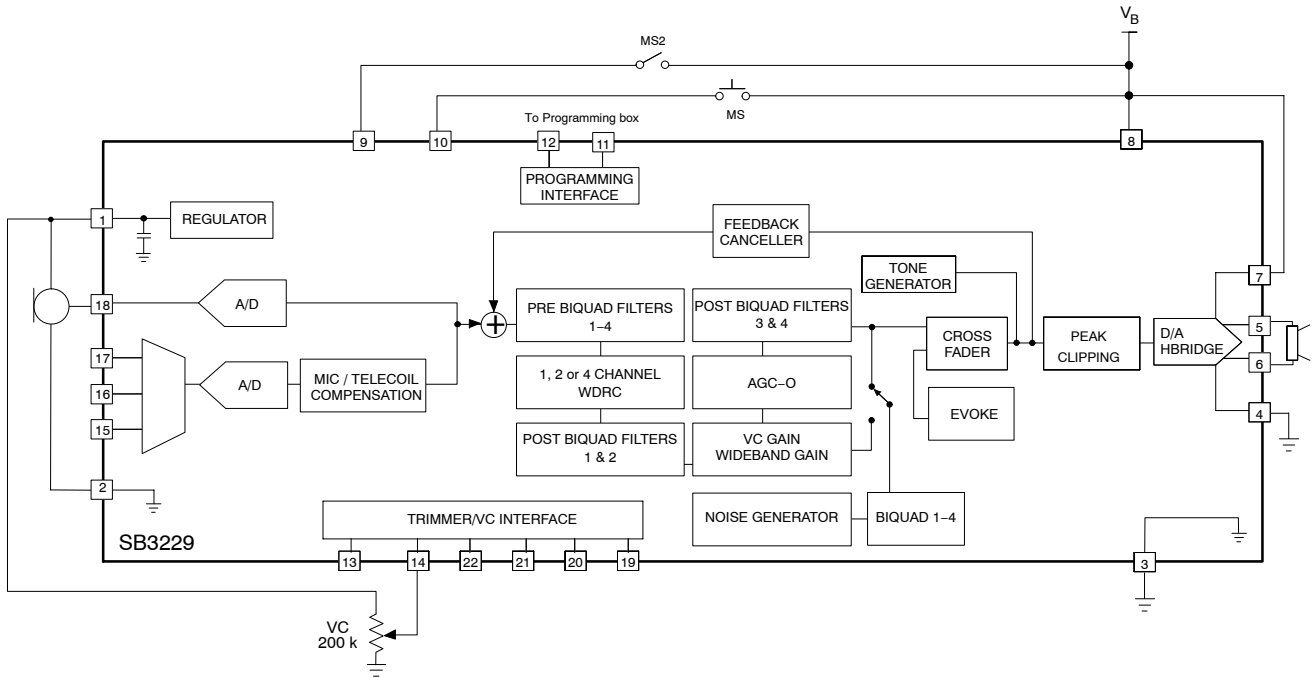 VB
MS2
MS
To Programming box
9
10
12
11
8
PROGRAMMING
INTERFACE
1
REGULATOR
FEEDBACK
CANCELLER
TONE
GENERATOR
7
18
A/D
PRE BIQUAD FILTERS
1–4
POST BIQUAD FILTERS
3 & 4
CROSS
FADER
PEAK
CLIPPING
D/A
HBRIDGE
5
6
17
16
15
A/D
MIC / TELECOIL
COMPENSATION
1, 2 or 4 CHANNEL
WDRC
AGC–O
EVOKE
4
POST BIQUAD FILTERS
1 & 2
VC GAIN
WIDEBAND GAIN
2
TRIMMER/VC INTERFACE
NOISE GENERATOR
BIQUAD 1–4
SB3229
13
14
22
21
20
19
3
VC
200 k